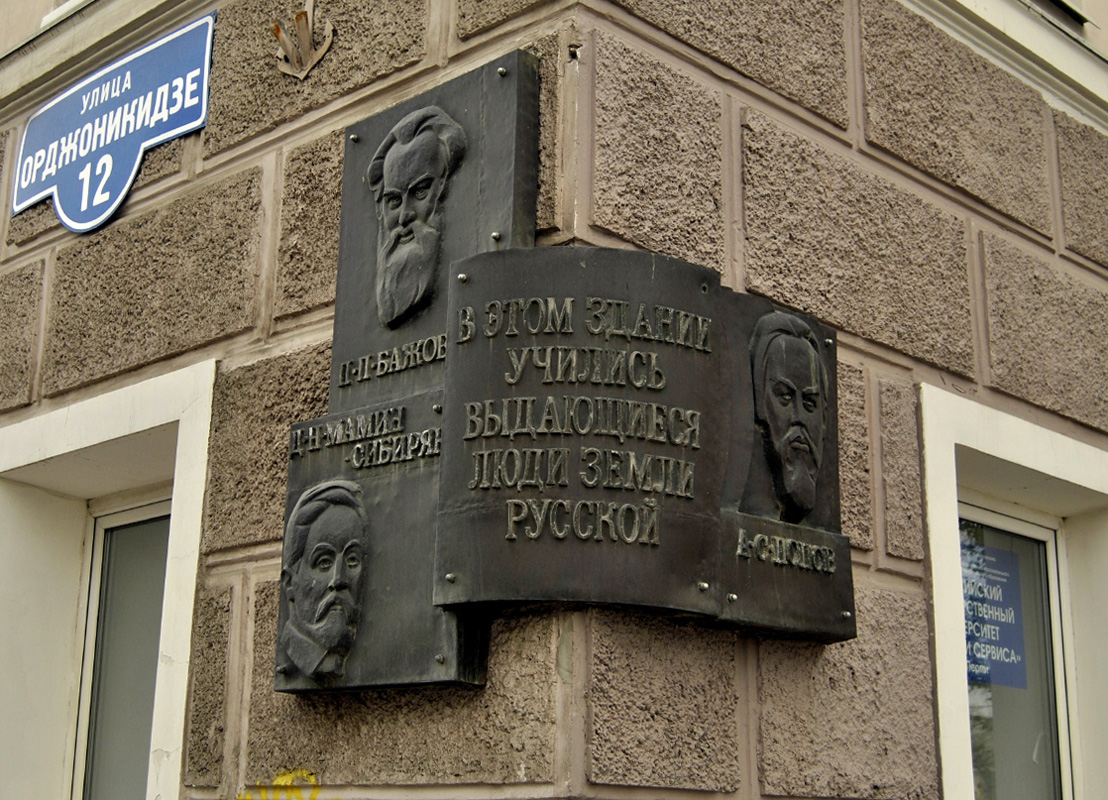 УЛИЦА
ОРДЖОНИКИДЗЕ
12
П·П·БАЖОВ
Д·Н·МАМИН
-СИБИРЯК
В ЭТОМ ЗДАНИИ
УЧИЛИСЬ
ВЫДАЮЩИЕСЯ
ЛЮДИ ЗЕМЛИ
РУССКОЙ
А·С·ПОПОВ
И СЕРВИСА"